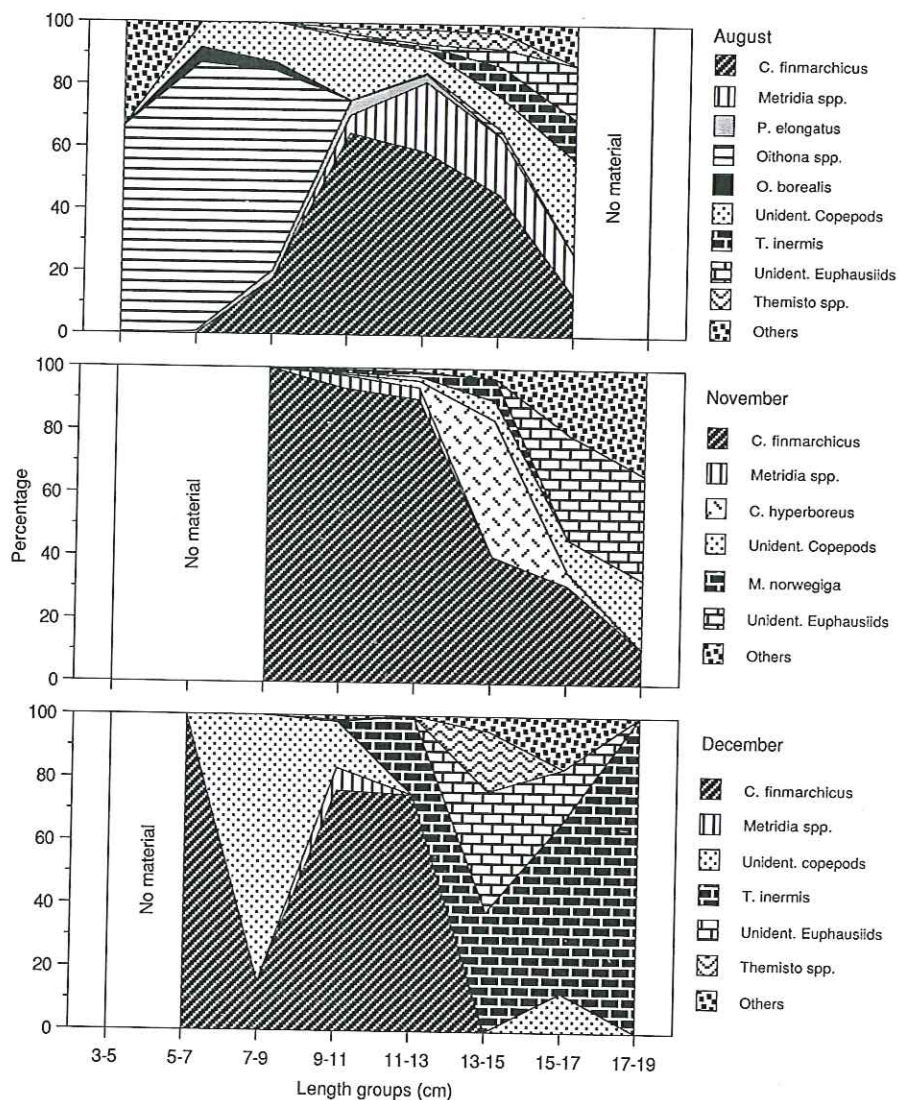 100
80
60
40
20
0
No material
August
C. finmarchicus
Metridia spp.
P. elongatus
Oithona spp.
O. borealis
Unident. Copepods
T. inermis
Unident. Euphausiids
Themisto spp.
Others
Percentage
100
80
60
40
20
0
No material
November
C. finmarchicus
Metridia spp.
C. hyperboreus
Unident. Copepods
M. norwegiga
Unident. Euphausiids
Others
100
80
60
40
20
0
No material
December
C. finmarchicus
Metridia spp.
Unident. copepods
T. inermis
Unident. Euphausiids
Themisto spp.
Others
3-5 5-7 7-9 9-11 11-13 13-15 15-17 17-19
Length groups (cm)